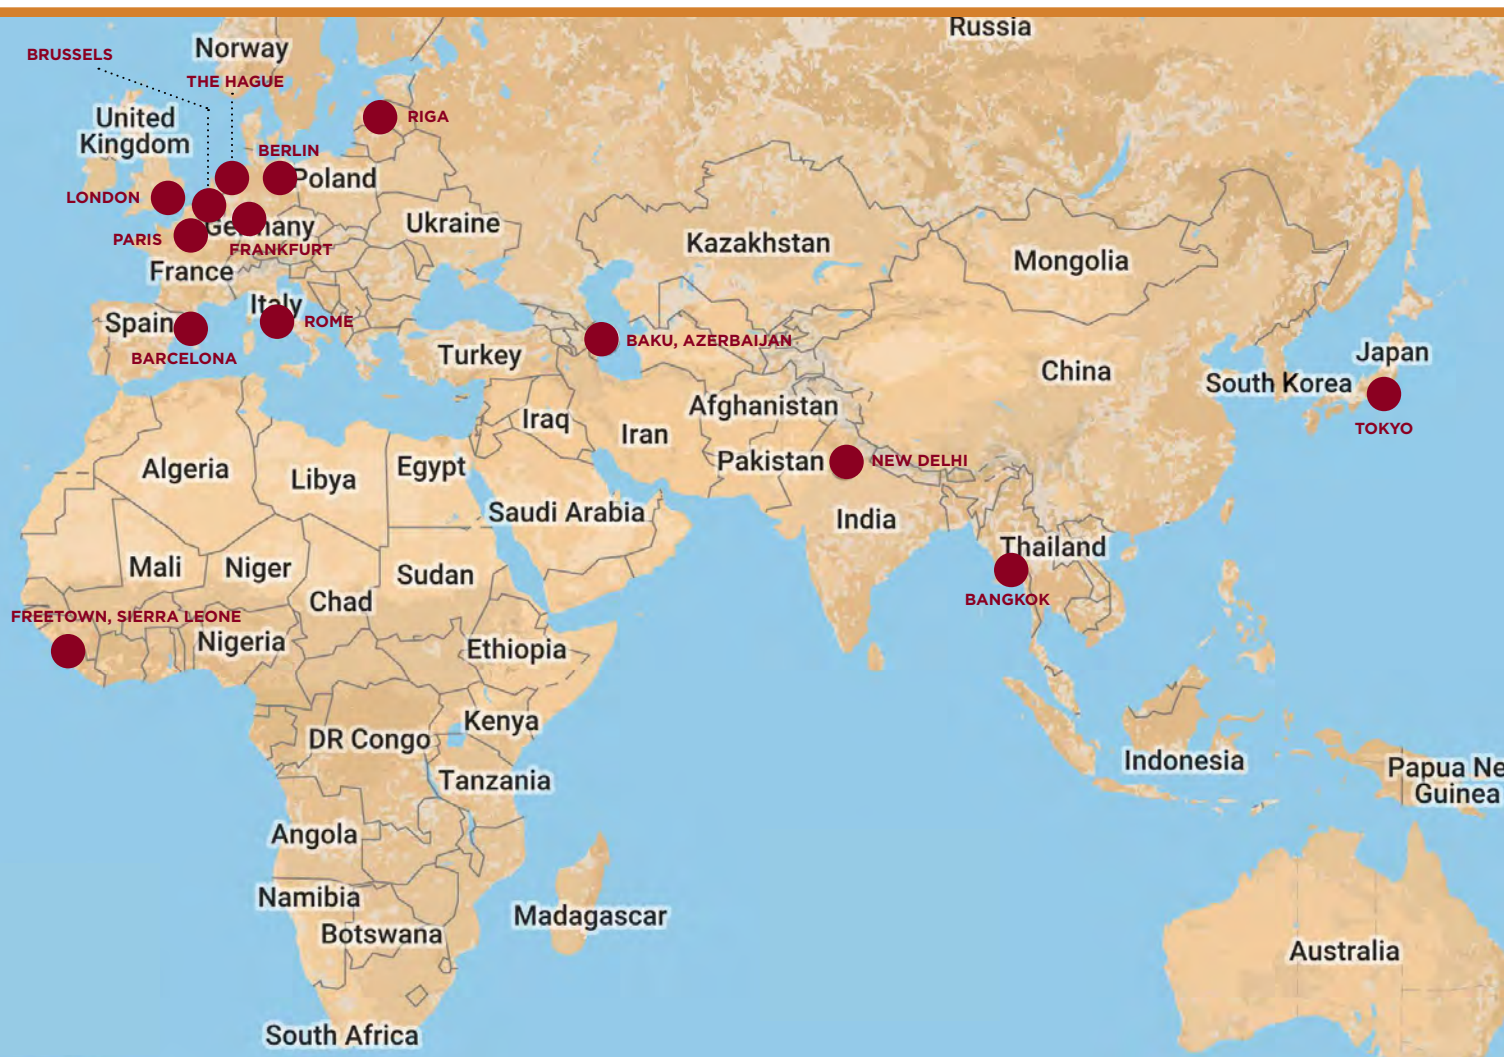 Russia
Norway
BRUSSELS
THE HAGUE
United
Kingdom
RIGA
BERLIN
Poland
LONDON
Germany
Ukraine
PARIS
FRANKFURT
Kazakhstan
Mongolia
France
Italy
Spain
ROME
BARCELONA
BAKU, AZERBAIJAN
Turkey
Japan
China
South Korea
Afghanistan
Iraq
Iran
TOKYO
Algeria
Libya
Egypt
Pakistan
NEW DELHI
Saudi Arabia
India
Thailand
Mali
Niger
Sudan
Chad
BANGKOK
FREETOWN, SIERRA LEONE
Nigeria
Ethiopia
Kenya
DR Congo
Indonesia
Papua Ne
Guinea
Tanzania
Angola
Namibia
Madagascar
Botswana
Australia
South Africa